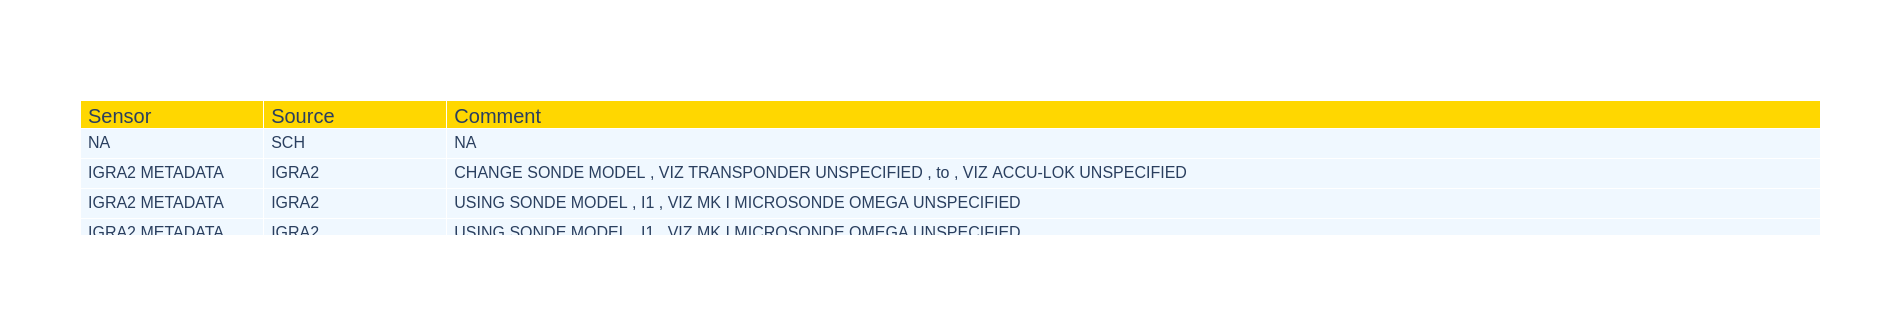 Sensor Source Comment
NA SCH NA
IGRA2 METADATA IGRA2 CHANGE SONDE MODEL , VIZ TRANSPONDER UNSPECIFIED , to , VIZ ACCU-LOK UNSPECIFIED
IGRA2 METADATA IGRA2 USING SONDE MODEL , I1 , VIZ MK I MICROSONDE OMEGA UNSPECIFIED
IGRA2 METADATA IGRA2 USING SONDE MODEL , I1 , VIZ MK I MICROSONDE OMEGA UNSPECIFIED